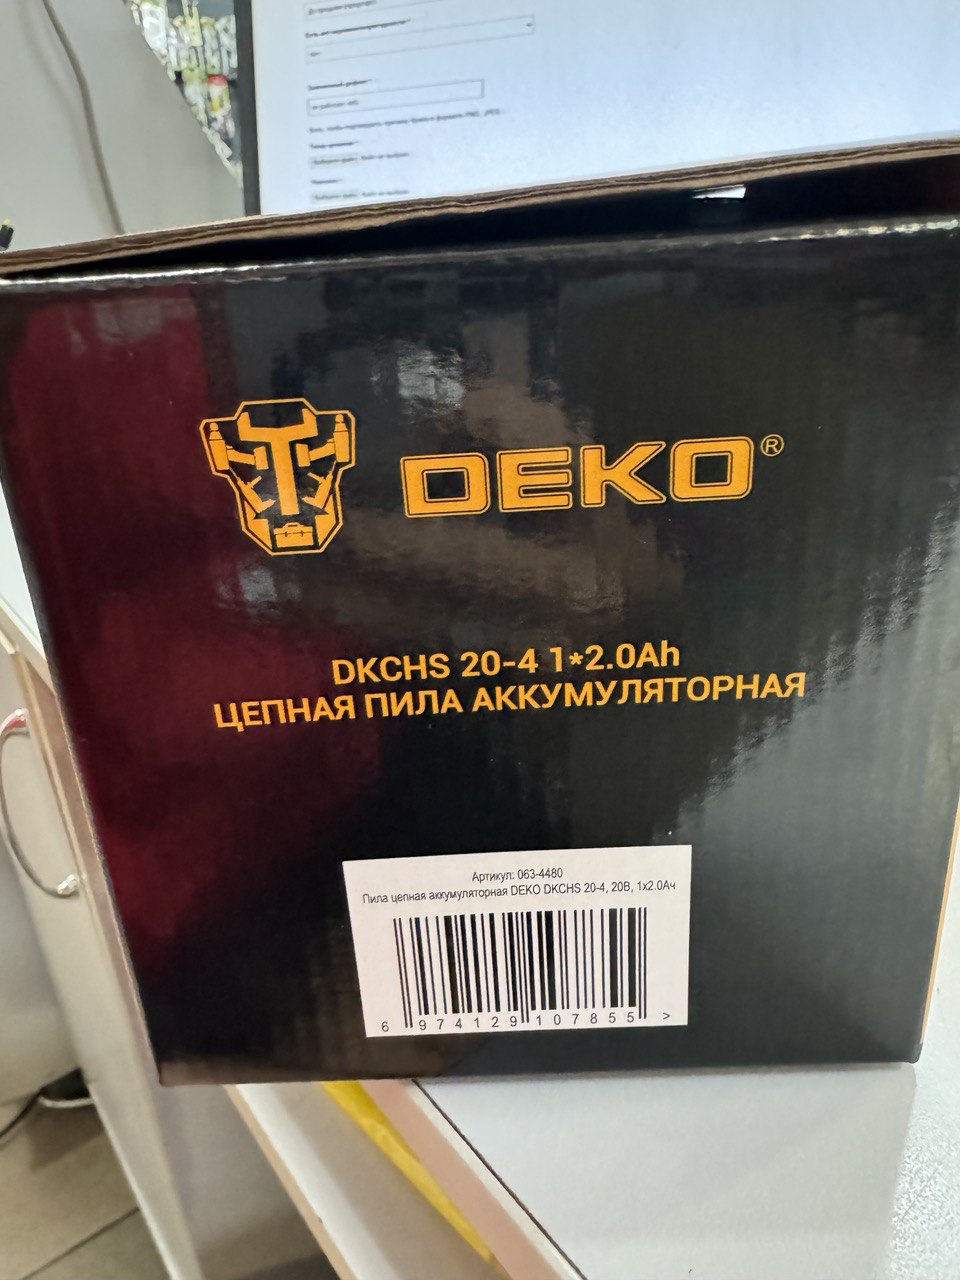 DEKO®
DKCHS 20-4 1*2.0Ah
ЦЕПНАЯ ПИЛА АККУМУЛЯТОРНАЯ
Артикул: 063-4480
Пила цепная аккумуляторная DEKO DKCHS 20-4, 20В, 1x2.0Ач
6 974129 107855 >